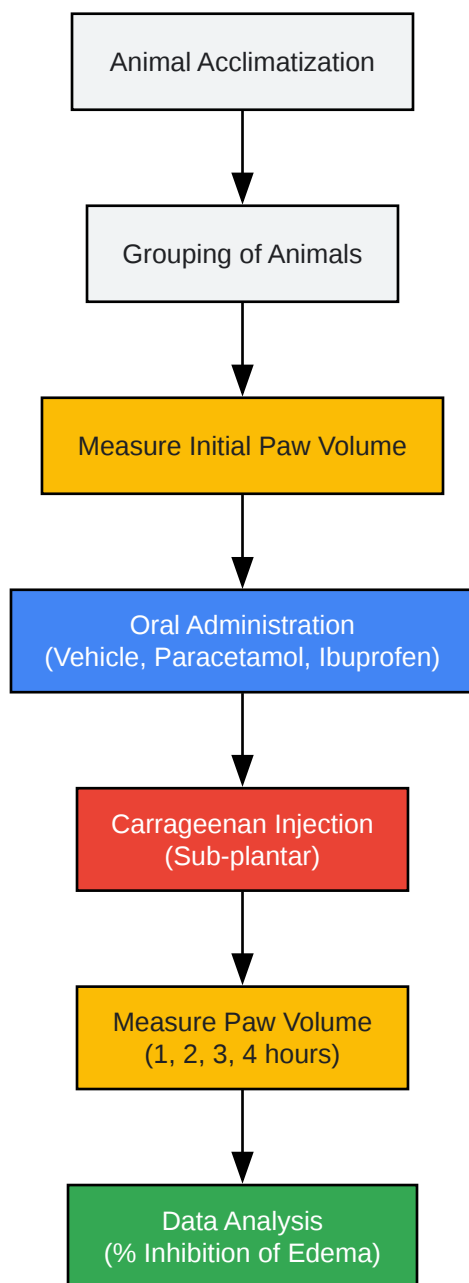 Animal Acclimatization
Grouping of Animals
Measure Initial Paw Volume
Oral Administration
(Vehicle, Paracetamol, Ibuprofen)
Carrageenan Injection
(Sub-plantar)
Measure Paw Volume
(1, 2, 3, 4 hours)
Data Analysis
(% Inhibition of Edema)